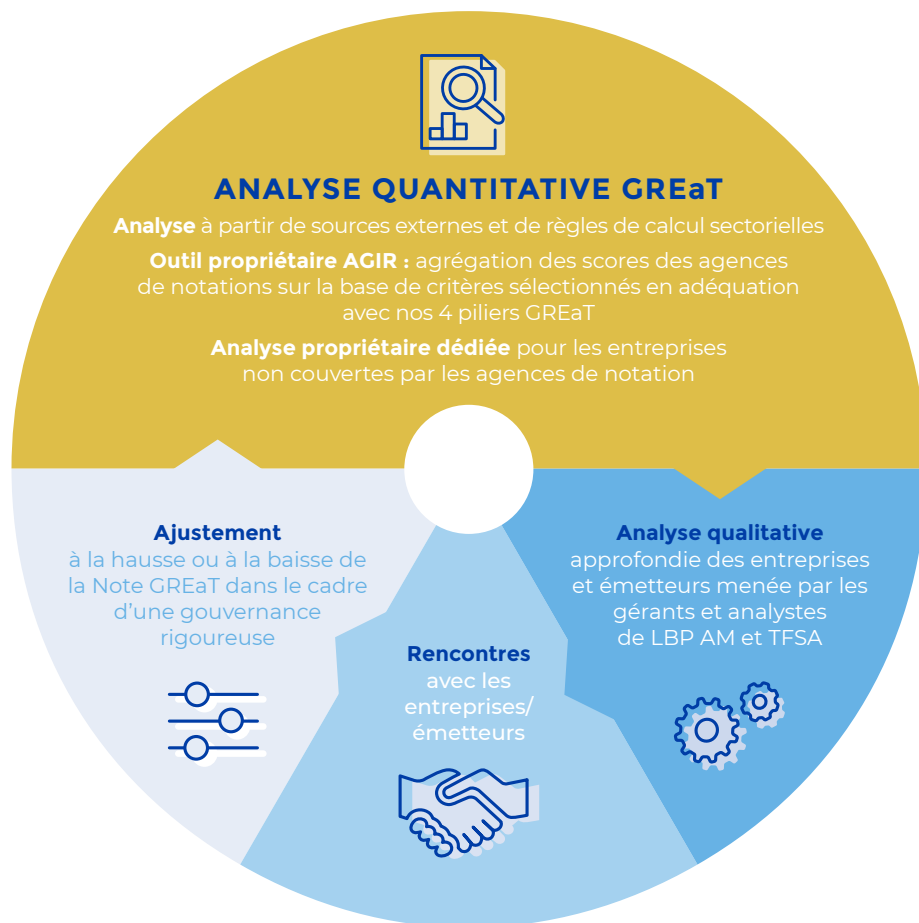 ANALYSE QUANTITATIVE GREaT
Analyse à partir de sources externes et de règles de calcul sectorielles
Outil propriétaire AGIR : agrégation des scores des agences
de notations sur la base de critères sélectionnés en adéquation
avec nos 4 piliers GREaT
Analyse propriétaire dédiée pour les entreprises
non couvertes par les agences de notation
Ajustement
à la hausse ou à la baisse de
la Note GREaT dans le cadre
d'une gouvernance
rigoureuse
Rencontres
avec les
entreprises/
émetteurs
Analyse qualitative
approfondie des entreprises
et émetteurs menée par les
gérants et analystes
de LBP AM et TFSA